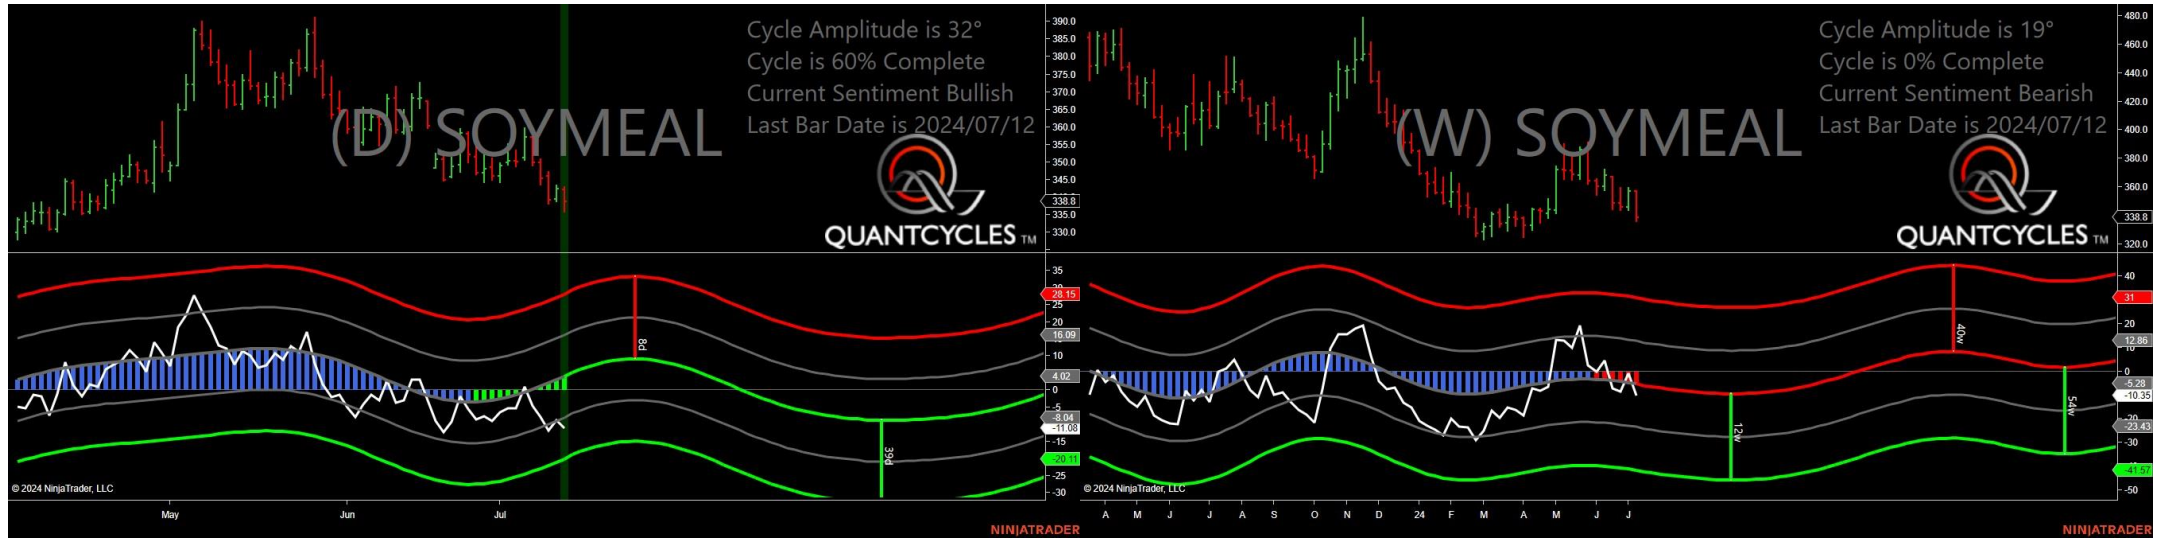 Cycle Amplitude is 32°
Cycle is 60% Complete
Current Sentiment Bullish
Last Bar Date is 2024/07/12
(D) SOYMEAL
QUANTCYCLES TM
390.0
385.0
380.0
375.0
370.0
365.0
360.0
355.0
350.0
345.0
338.8
335.0
330.0
35
28.15
25
20
16.09
10
4.02
0
-5
-8.04
-11.08
-15
-20.11
-25
-30
8d
39d
© 2024 NinjaTrader, LLC
May Jun Jul
NINJATRADER
Cycle Amplitude is 19°
Cycle is 0% Complete
Current Sentiment Bearish
Last Bar Date is 2024/07/12
(W) SOYMEAL
QUANTCYCLES TM
480.0
460.0
440.0
420.0
400.0
380.0
360.0
338.8
320.0
40
31
20
12.86
0
-5.28
-10.35
-23.43
-30
-41.57
-50
40w
12w
54w
© 2024 NinjaTrader, LLC
A M J J A S O N D 24 F M A M J J
NINJATRADER